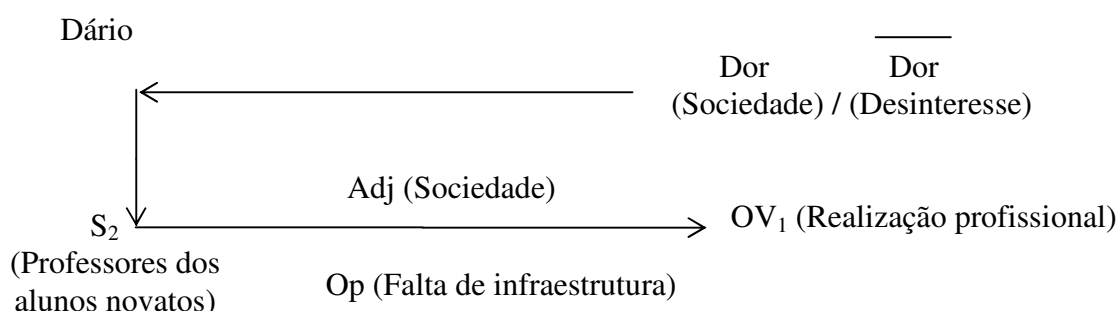 Dário
Dor Dor
(Sociedade) / (Desinteresse)
Adj (Sociedade)
S₂ OV₁ (Realização profissional)
(Professores dos
alunos novatos)
Op (Falta de infraestrutura)